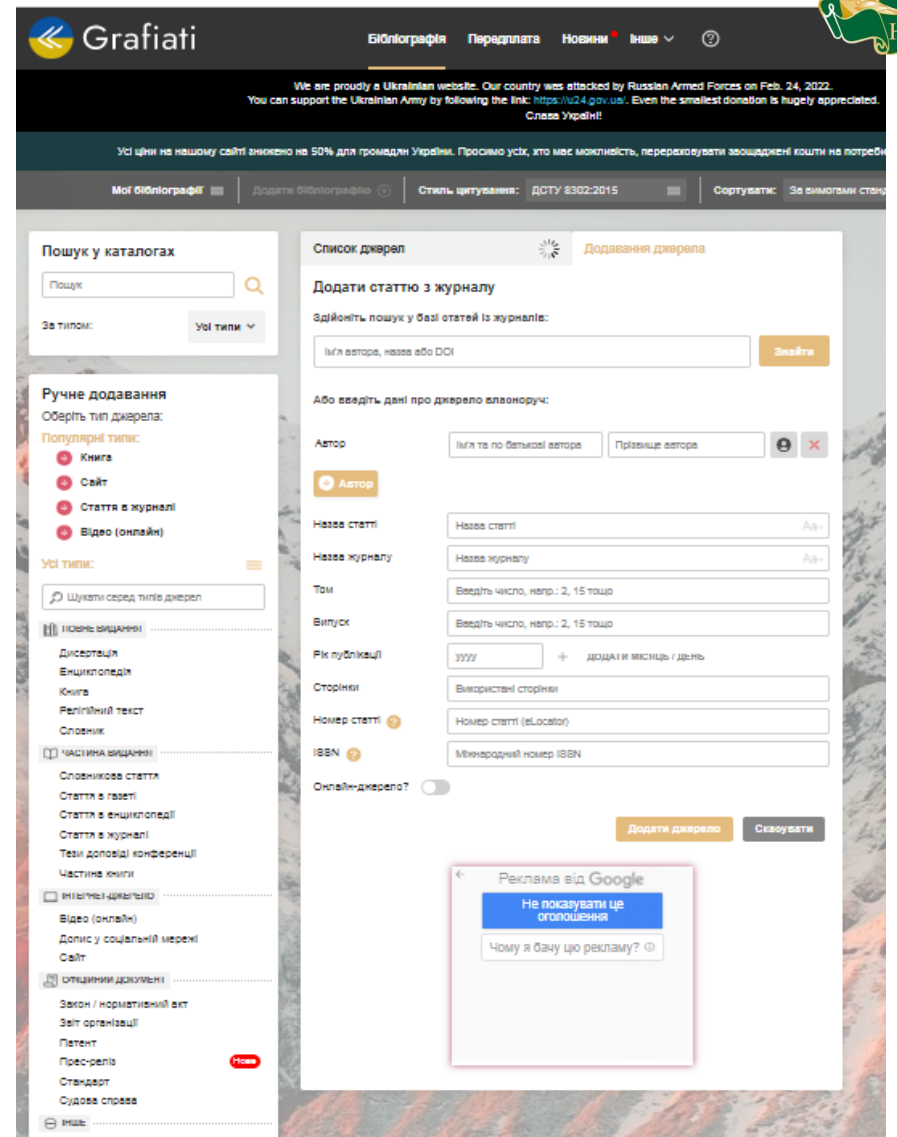 Grafiati
Бібліографія Передплата Новини Інше
We are proudly a Ukrainian website. Our country was attacked by Russian Armed Forces on Feb. 24, 2022.
You can support the Ukrainian Army by following the link: https://u24.gov.ua/. Even the smallest donation is hugely appreciated.
Слава Україні!
Усі ціни на нашому сайті знижено на 50% для громадян України. Просимо усіх, хто має можливість, перераховувати заощаджені кошти на потреби
Мої бібліографії Додати бібліографію Стиль цитування: ДСТУ 8302:2015 Сортувати: За вимогами станд
Пошук у каталогах
Пошук
За типом: Усі типи
Ручне додавання
Оберіть тип джерела:
Популярні типи:
Книга
Сайт
Стаття в журналі
Відео (онлайн)
Усі типи:
Шукати серед типів джерел
ПОВНЕ ВИДАННЯ
Дисертація
Енциклопедія
Книга
Релігійний текст
Словник
ЧАСТИНА ВИДАННЯ
Словникова стаття
Стаття в газеті
Стаття в енциклопедії
Стаття в журналі
Тези доповіді конференції
Частина книги
ІНТЕРНЕТ-ДЖЕРЕЛО
Відео (онлайн)
Допис у соціальній мережі
Сайт
ОФІЦІЙНИЙ ДОКУМЕНТ
Закон / нормативний акт
Звіт організації
Патент
Прес-реліз Нове
Стандарт
Судова справа
ІНШЕ
Список джерел Додавання джерела
Додати статтю з журналу
Здійсніть пошук у базі статей із журналів:
Ім'я автора, назва або DOI Знайти
Або введіть дані про джерело власноруч:
Автор Ім'я та по батькові автора Прізвище автора
Автор
Назва статті Назва статті Aa
Назва журналу Назва журналу Aa
Том Введіть число, напр.: 2, 15 тощо
Випуск Введіть число, напр.: 2, 15 тощо
Рік публікації yyyy + ДОДАТИ МІСЯЦЬ / ДЕНЬ
Сторінки Використані сторінки
Номер статті ? Номер статті (eLocator)
ISSN ? Міжнародний номер ISSN
Онлайн-джерело?
Додати джерело Скасувати
Реклама від Google
Не показувати це
оголошення
Чому я бачу цю рекламу?